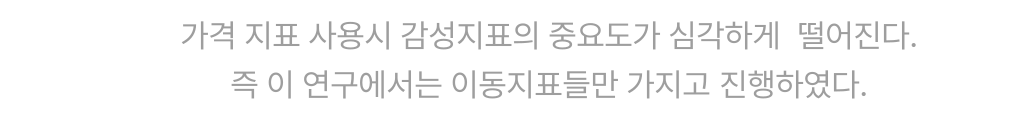 가격 지표 사용시 감성지표의 중요도가 심각하게  떨어진다.
즉 이 연구에서는 이동지표들만 가지고 진행하였다.